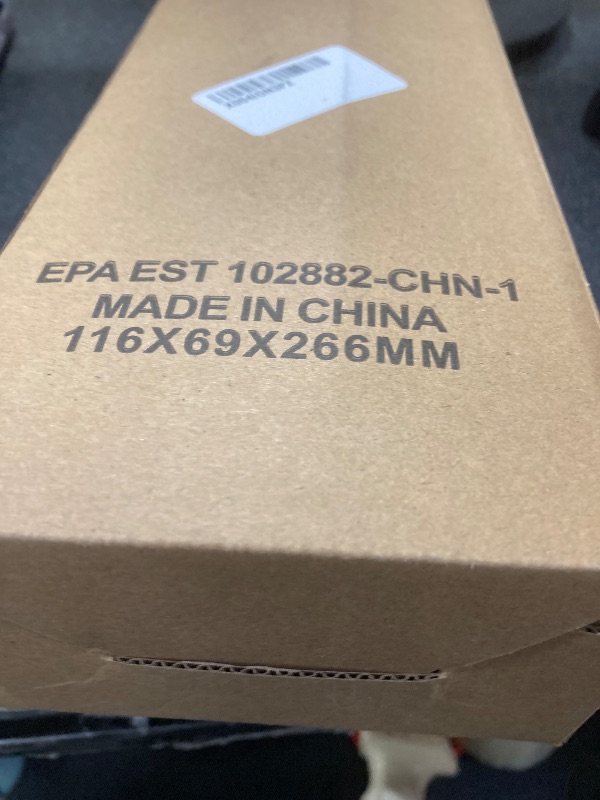 EPA EST 102882-CHN-1
MADE IN CHINA
116X69X266MM